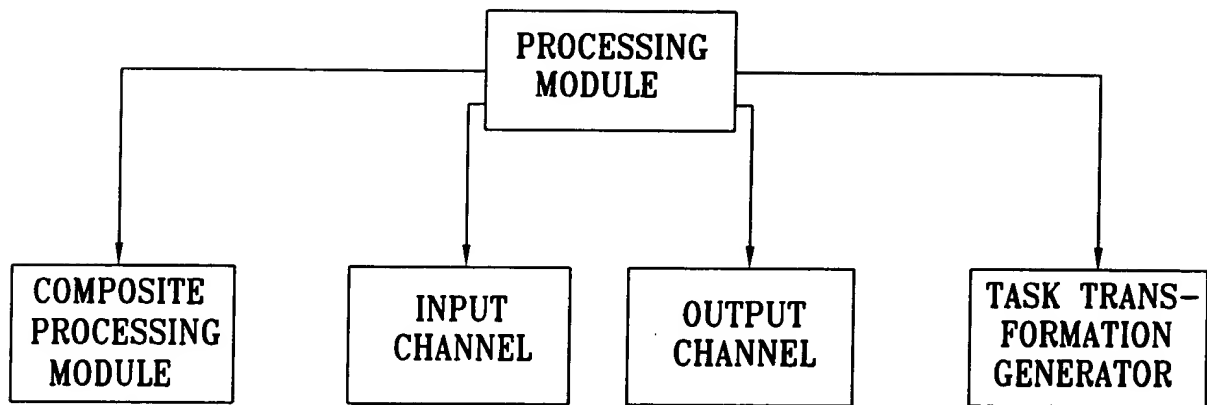 PROCESSING
MODULE
COMPOSITE
PROCESSING
MODULE
INPUT
CHANNEL
OUTPUT
CHANNEL
TASK TRANS-
FORMATION
GENERATOR